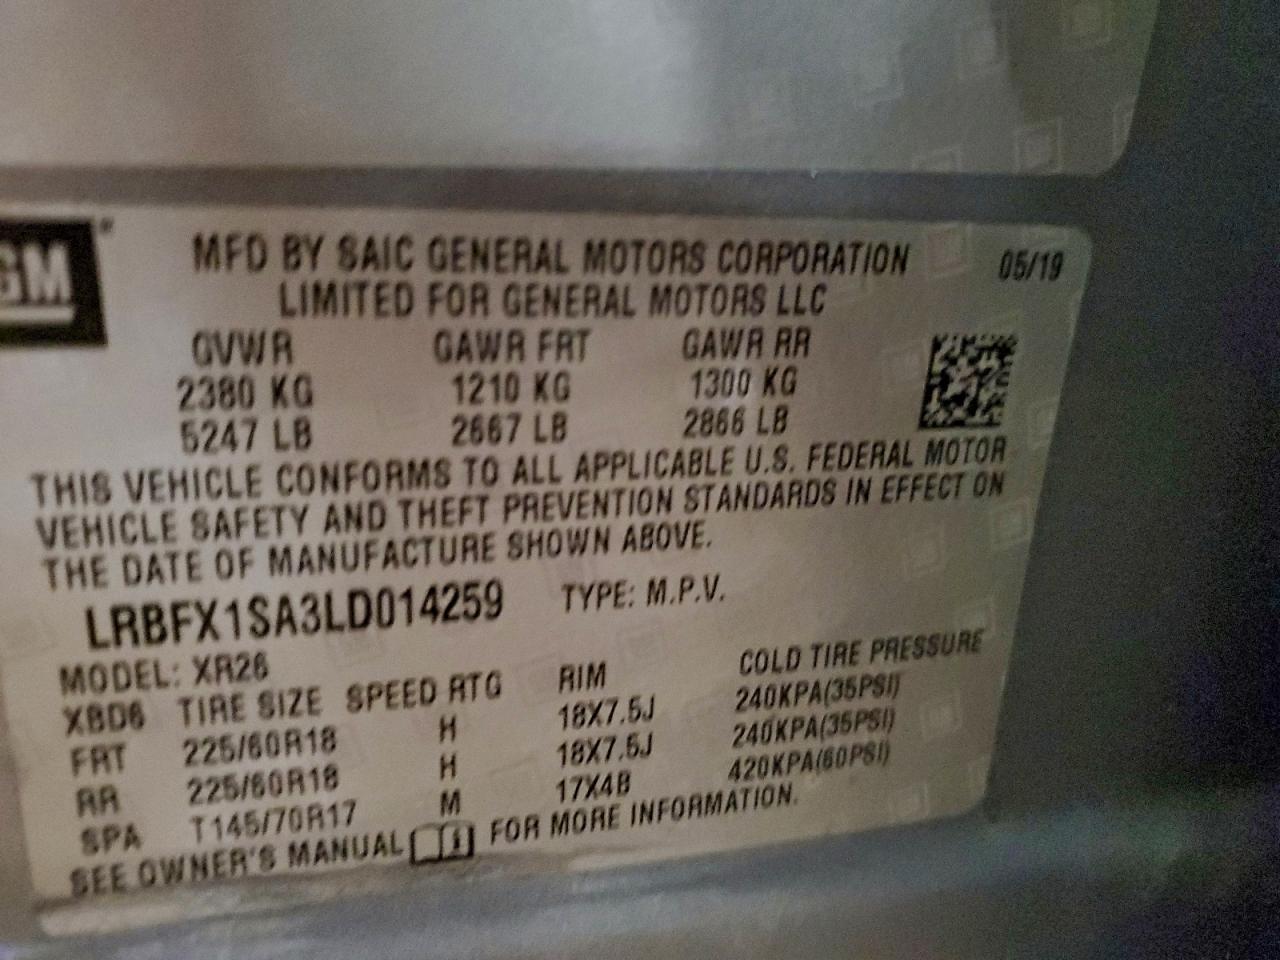 GM
MFD BY SAIC GENERAL MOTORS CORPORATION 05/19
LIMITED FOR GENERAL MOTORS LLC
GVWR GAWR FRT GAWR RR
2380 KG 1210 KG 1300 KG
5247 LB 2667 LB 2866 LB
THIS VEHICLE CONFORMS TO ALL APPLICABLE U.S. FEDERAL MOTOR
VEHICLE SAFETY AND THEFT PREVENTION STANDARDS IN EFFECT ON
THE DATE OF MANUFACTURE SHOWN ABOVE.
LRBFX1SA3LD014259 TYPE: M.P.V.
MODEL: XR26
XBD6 TIRE SIZE SPEED RTG RIM COLD TIRE PRESSURE
FRT 225/60R18 H 18X7.5J 240KPA(35PSI)
RR 225/60R18 H 18X7.5J 240KPA(35PSI)
SPA T145/70R17 M 17X4B 420KPA(60PSI)
SEE OWNER'S MANUAL FOR MORE INFORMATION.